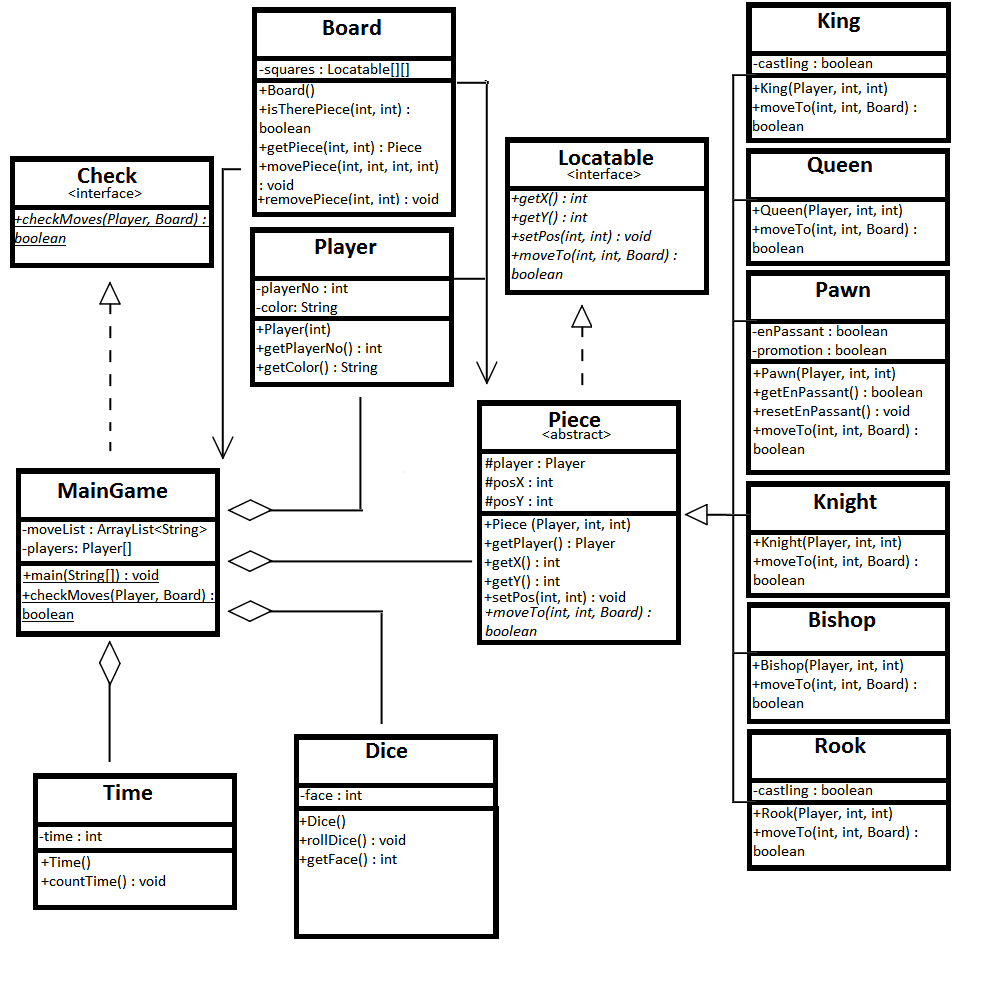 Board
-squares : Locatable[][]
+Board()
+isTherePiece(int, int) :
boolean
+getPiece(int, int) : Piece
+movePiece(int, int, int, int)
: void
+removePiece(int, int) : void
Check
<interface>
+checkMoves(Player, Board) :
boolean
Player
-playerNo : int
-color: String
+Player(int)
+getPlayerNo() : int
+getColor() : String
Locatable
<interface>
+getX() : int
+getY() : int
+setPos(int, int) : void
+moveTo(int, int, Board) :
boolean
MainGame
-moveList : ArrayList<String>
-players: Player[]
+main(String[]) : void
+checkMoves(Player, Board) :
boolean
Piece
<abstract>
#player : Player
#posX : int
#posY : int
+Piece (Player, int, int)
+getPlayer() : Player
+getX() : int
+getY() : int
+setPos(int, int) : void
+moveTo(int, int, Board) :
boolean
Time
-time : int
+Time()
+countTime() : void
Dice
-face : int
+Dice()
+rollDice() : void
+getFace() : int
King
-castling : boolean
+King(Player, int, int)
+moveTo(int, int, Board) :
boolean
Queen
+Queen(Player, int, int)
+moveTo(int, int, Board) :
boolean
Pawn
-enPassant : boolean
-promotion : boolean
+Pawn(Player, int, int)
+getEnPassant() : boolean
+resetEnPassant() : void
+moveTo(int, int, Board) :
boolean
Knight
+Knight(Player, int, int)
+moveTo(int, int, Board) :
boolean
Bishop
+Bishop(Player, int, int)
+moveTo(int, int, Board) :
boolean
Rook
-castling : boolean
+Rook(Player, int, int)
+moveTo(int, int, Board) :
boolean